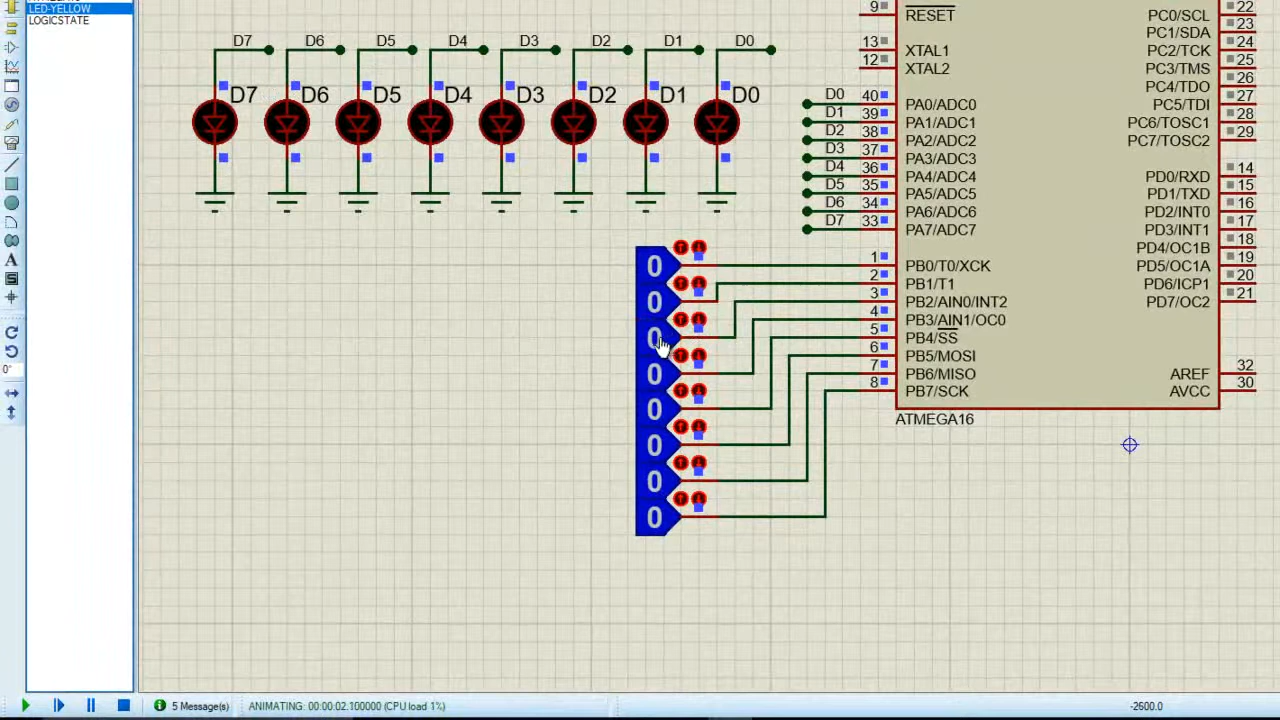 LED-YELLOW
LOGICSTATE
D7 D6 D5 D4 D3 D2 D1 D0
D7 D6 D5 D4 D3 D2 D1 D0
0
0
0
0
0
0
0
0
D0
D1
D2
D3
D4
D5
D6
D7
9 RESET
13 XTAL1
12 XTAL2
40 PA0/ADC0
39 PA1/ADC1
38 PA2/ADC2
37 PA3/ADC3
36 PA4/ADC4
35 PA5/ADC5
34 PA6/ADC6
33 PA7/ADC7
1 PB0/T0/XCK
2 PB1/T1
3 PB2/AIN0/INT2
4 PB3/AIN1/OC0
5 PB4/SS
6 PB5/MOSI
7 PB6/MISO
8 PB7/SCK
PC0/SCL 22
PC1/SDA 23
PC2/TCK 24
PC3/TMS 25
PC4/TDO 26
PC5/TDI 27
PC6/TOSC1 28
PC7/TOSC2 29
PD0/RXD 14
PD1/TXD 15
PD2/INT0 16
PD3/INT1 17
PD4/OC1B 18
PD5/OC1A 19
PD6/ICP1 20
PD7/OC2 21
AREF 32
AVCC 30
ATMEGA16
A
S
0°
5 Message(s) ANIMATING: 00:00:02.100000 (CPU load 1%) -2600.0